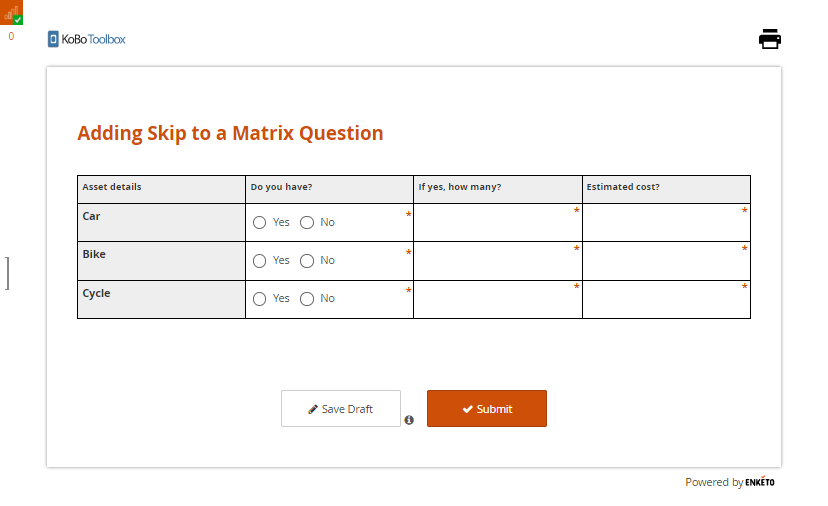 0
KoBoToolbox
Adding Skip to a Matrix Question
Asset details Do you have? If yes, how many? Estimated cost?
Car Yes No * * *
Bike Yes No * * *
Cycle Yes No * * *
Save Draft Submit
Powered by ENKETO